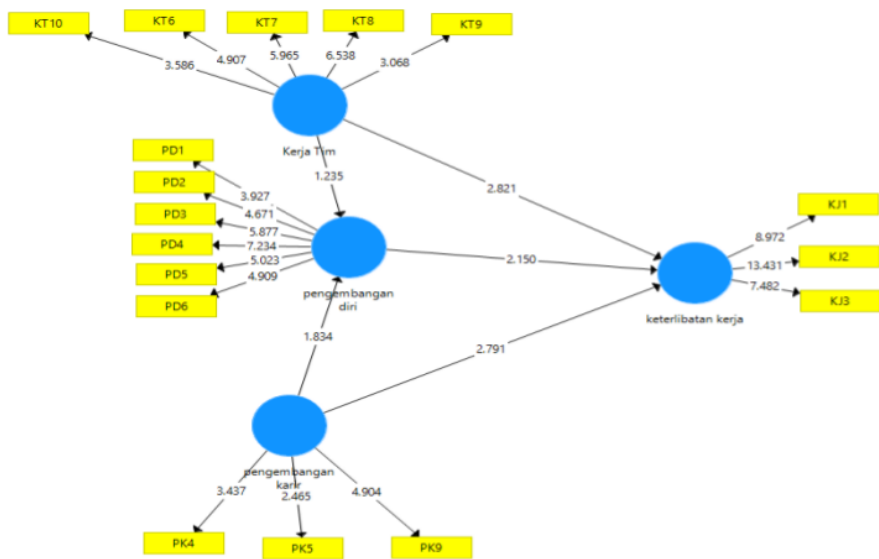 KT10
KT6
KT7
KT8
KT9
3.586
4.907
5.965
6.538
3.068
Kerja Tim
1.235
2.821
PD1
PD2
PD3
PD4
PD5
PD6
3.927
4.671
5.877
7.234
5.023
4.909
pengembangan
diri
2.150
1.834
2.791
KJ1
KJ2
KJ3
8.972
13.431
7.482
keterlibatan kerja
pengembangan
karir
3.437
2.465
4.904
PK4
PK5
PK9